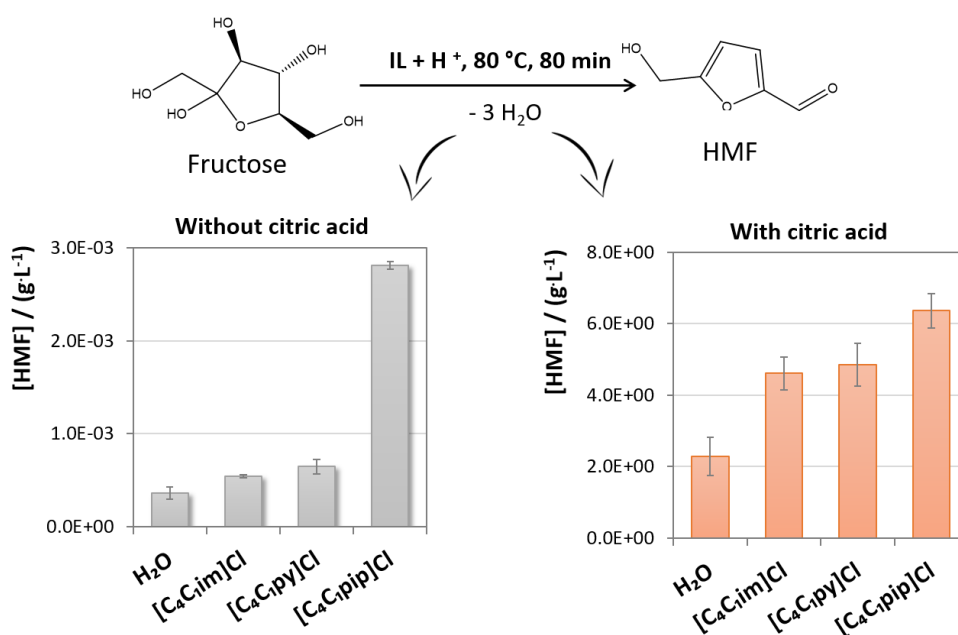 HO
OH
HO
HO
O
OH
Fructose
IL + H⁺, 80 °C, 80 min
- 3 H₂O
HO
O
O
HMF
Without citric acid
[HMF] / (g·L⁻¹)
3.0E-03
2.0E-03
1.0E-03
0.0E+00
H₂O
[C₄C₁im]Cl
[C₄C₁py]Cl
[C₄C₁pip]Cl
With citric acid
[HMF] / (g·L⁻¹)
8.0E+00
6.0E+00
4.0E+00
2.0E+00
0.0E+00
H₂O
[C₄C₁im]Cl
[C₄C₁py]Cl
[C₄C₁pip]Cl